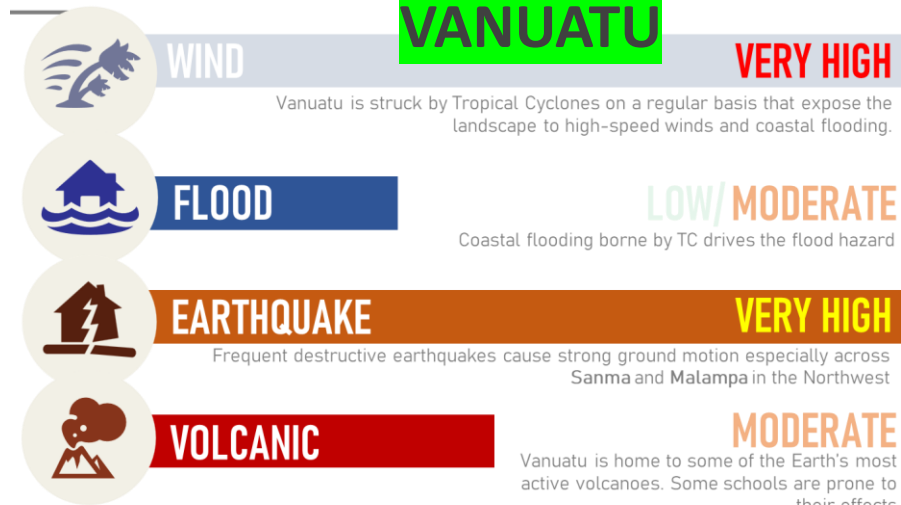 VANUATU
WIND
VERY HIGH
Vanuatu is struck by Tropical Cyclones on a regular basis that expose the
landscape to high-speed winds and coastal flooding.
FLOOD
LOW/ MODERATE
Coastal flooding borne by TC drives the flood hazard
EARTHQUAKE
VERY HIGH
Frequent destructive earthquakes cause strong ground motion especially across
Sanma and Malampa in the Northwest
VOLCANIC
MODERATE
Vanuatu is home to some of the Earth's most
active volcanoes. Some schools are prone to
their effects